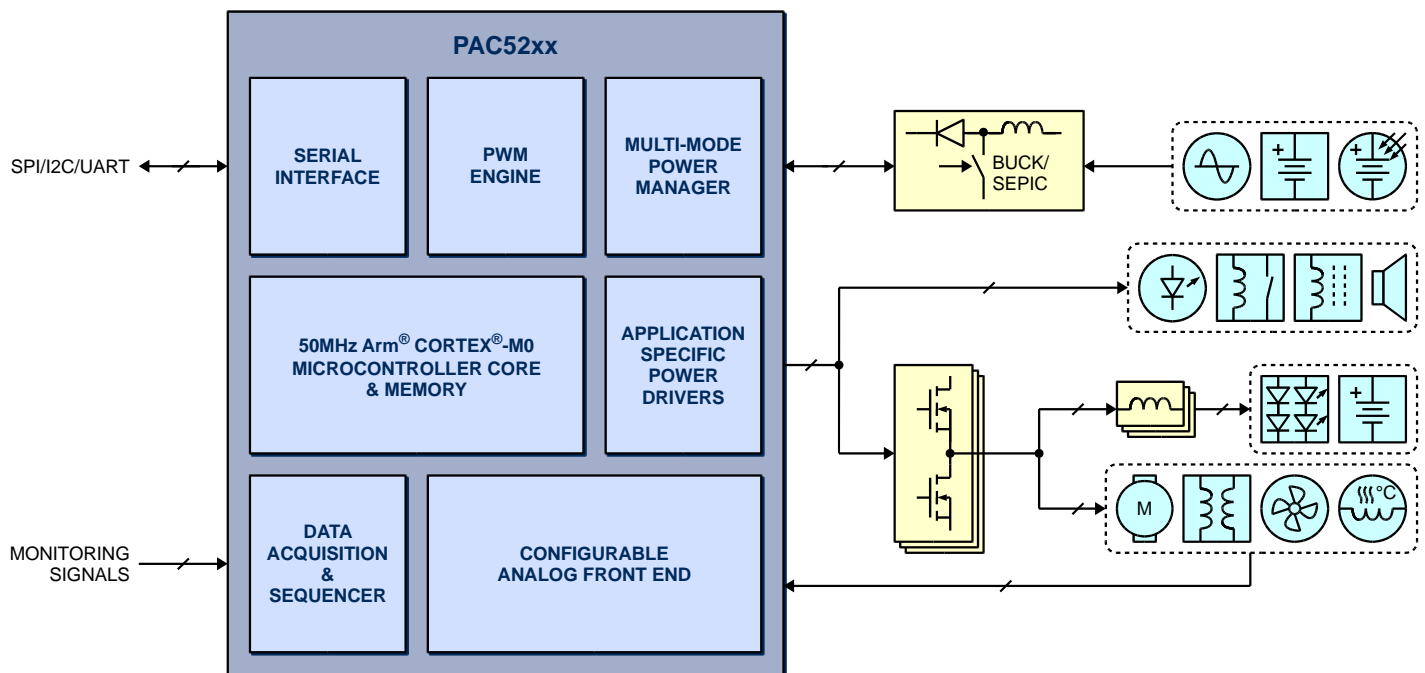 PAC52xx
SPI/I2C/UART
SERIAL
INTERFACE
PWM
ENGINE
MULTI-MODE
POWER
MANAGER
BUCK/
SEPIC
+
+
50MHz Arm® CORTEX®-M0
MICROCONTROLLER CORE
& MEMORY
APPLICATION
SPECIFIC
POWER
DRIVERS
+
M
°C
MONITORING
SIGNALS
DATA
ACQUISITION
&
SEQUENCER
CONFIGURABLE
ANALOG FRONT END